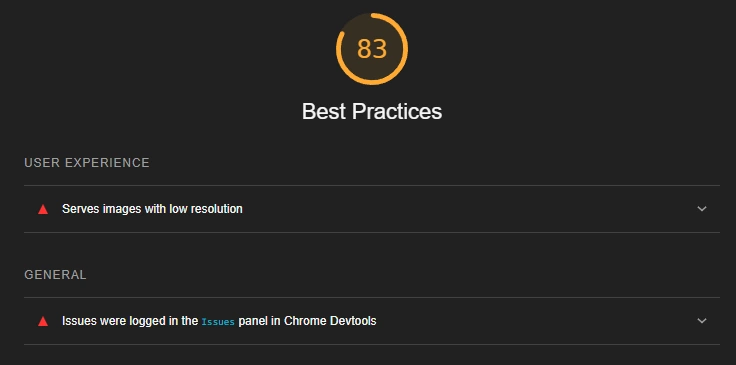 83
Best Practices
USER EXPERIENCE
Serves images with low resolution
GENERAL
Issues were logged in the Issues panel in Chrome Devtools